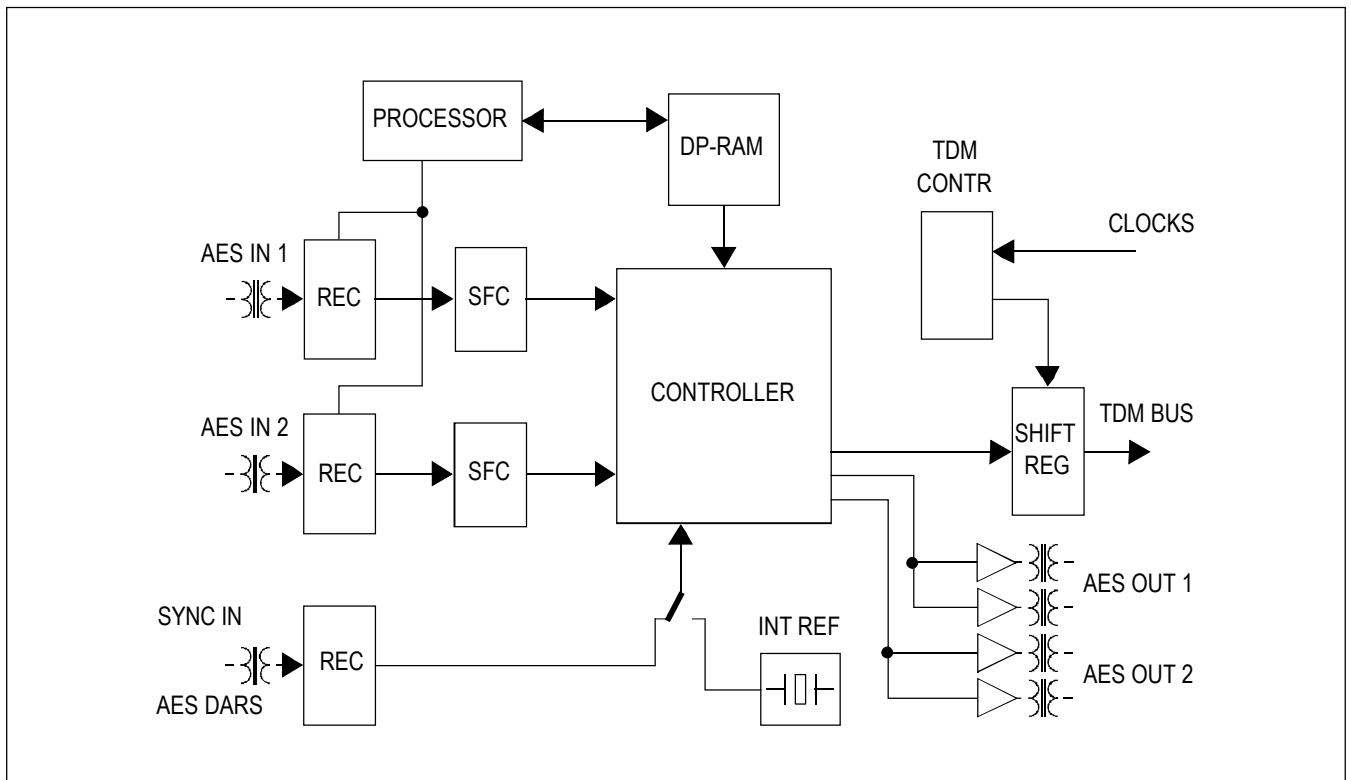 PROCESSOR
DP-RAM
TDM
CONTR
CLOCKS
AES IN 1
REC
SFC
CONTROLLER
AES IN 2
REC
SFC
SHIFT
REG
TDM BUS
SYNC IN
REC
AES DARS
INT REF
AES OUT 1
AES OUT 2